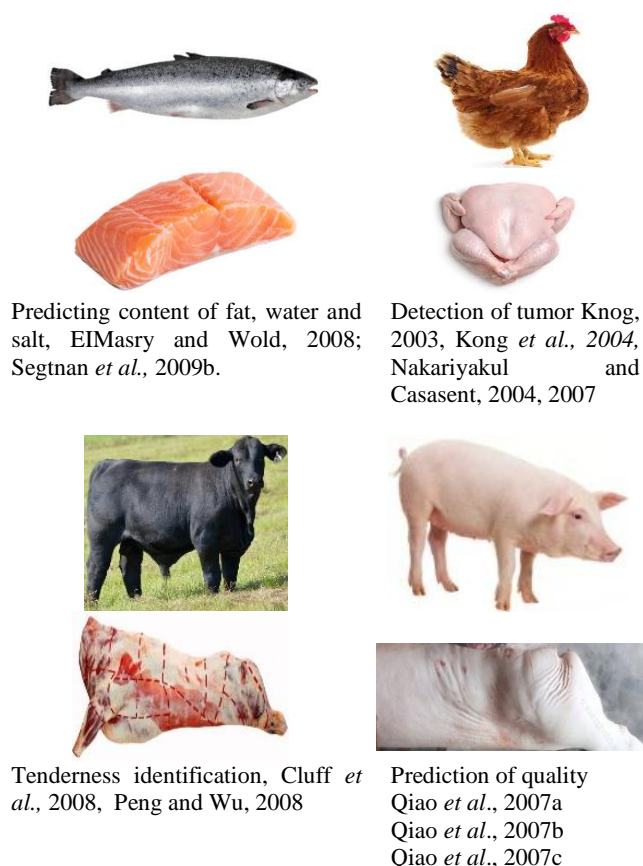 Predicting content of fat, water and
salt, EIMasry and Wold, 2008;
Segtnan et al., 2009b.
Detection of tumor Knog,
2003, Kong et al., 2004,
Nakariyakul and
Casasent, 2004, 2007
Tenderness identification, Cluff et
al., 2008, Peng and Wu, 2008
Prediction of quality
Qiao et al., 2007a
Qiao et al., 2007b
Qiao et al., 2007c